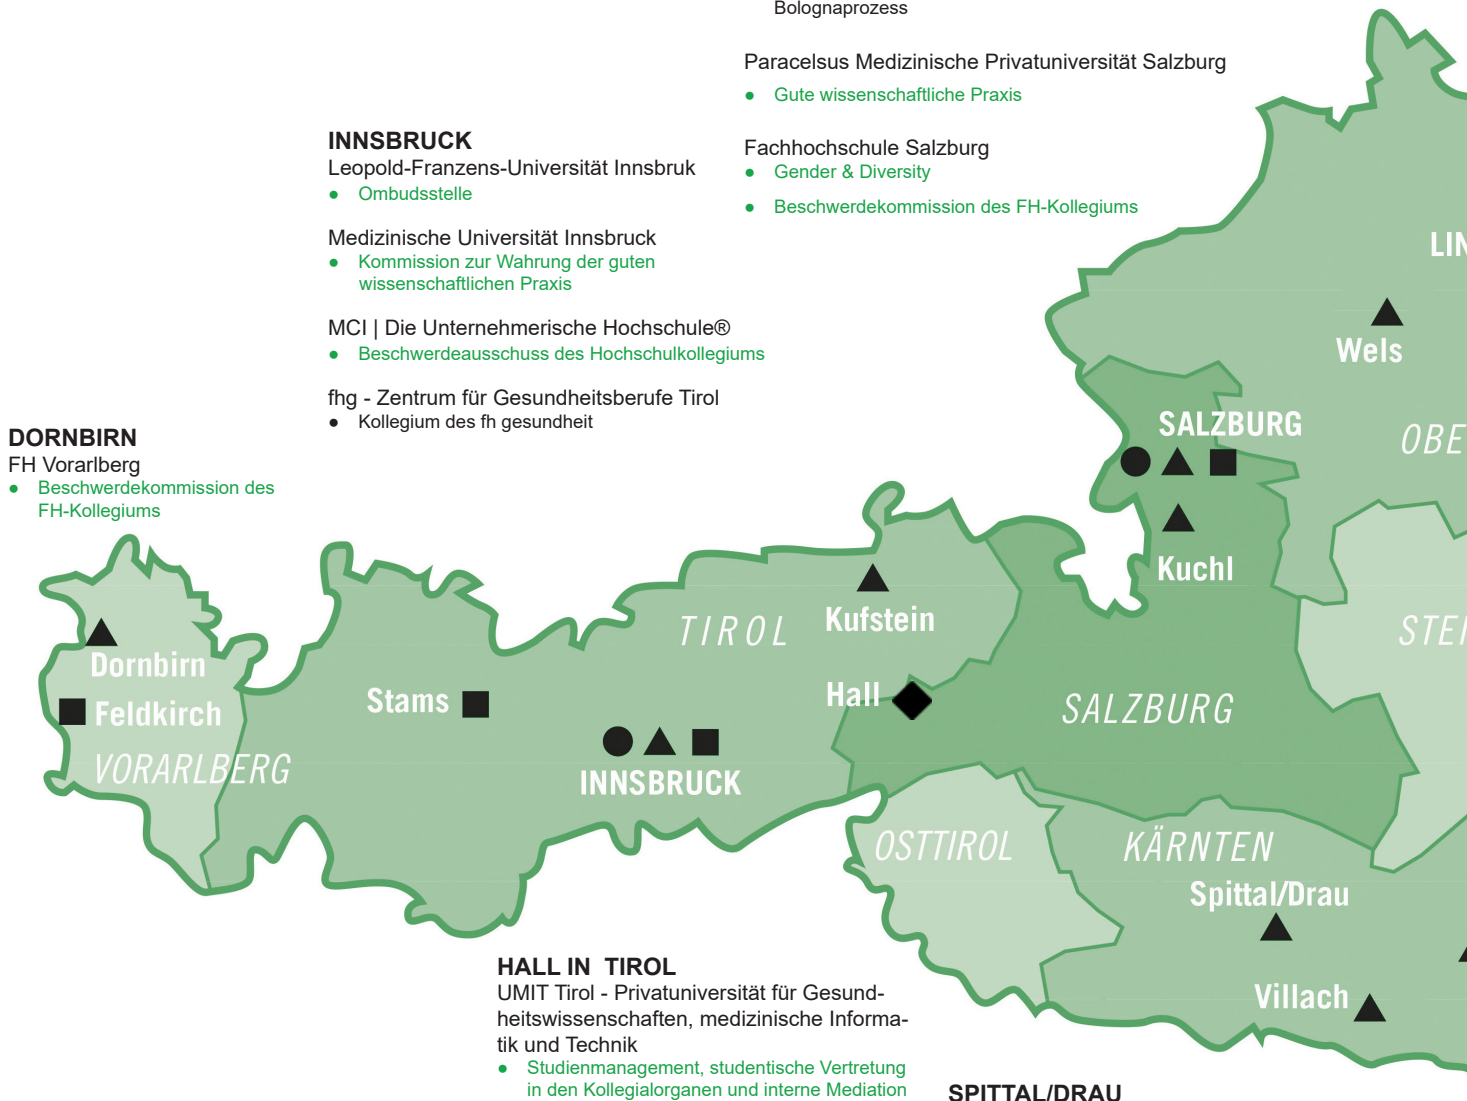 Bolognaprozess
Paracelsus Medizinische Privatuniversität Salzburg
● Gute wissenschaftliche Praxis
Fachhochschule Salzburg
● Gender & Diversity
● Beschwerdekommission des FH-Kollegiums
INNSBRUCK
Leopold-Franzens-Universität Innsbruk
● Ombudsstelle
Medizinische Universität Innsbruck
● Kommission zur Wahrung der guten
wissenschaftlichen Praxis
MCI | Die Unternehmerische Hochschule®
● Beschwerdeausschuss des Hochschulkollegiums
fhg - Zentrum für Gesundheitsberufe Tirol
● Kollegium des fh gesundheit
DORNBIRN
FH Vorarlberg
● Beschwerdekommission des
FH-Kollegiums
LIN
Wels
SALZBURG
OBE
Kuchl
TIROL
Kufstein
STEI
Dornbirn
Stams
Hall
SALZBURG
Feldkirch
VORARLBERG
INNSBRUCK
OSTTIROL
KÄRNTEN
Spittal/Drau
Villach
HALL IN TIROL
UMIT Tirol - Privatuniversität für Gesund-
heitswissenschaften, medizinische Informa-
tik und Technik
● Studienmanagement, studentische Vertretung
in den Kollegialorganen und interne Mediation
SPITTAL/DRAU